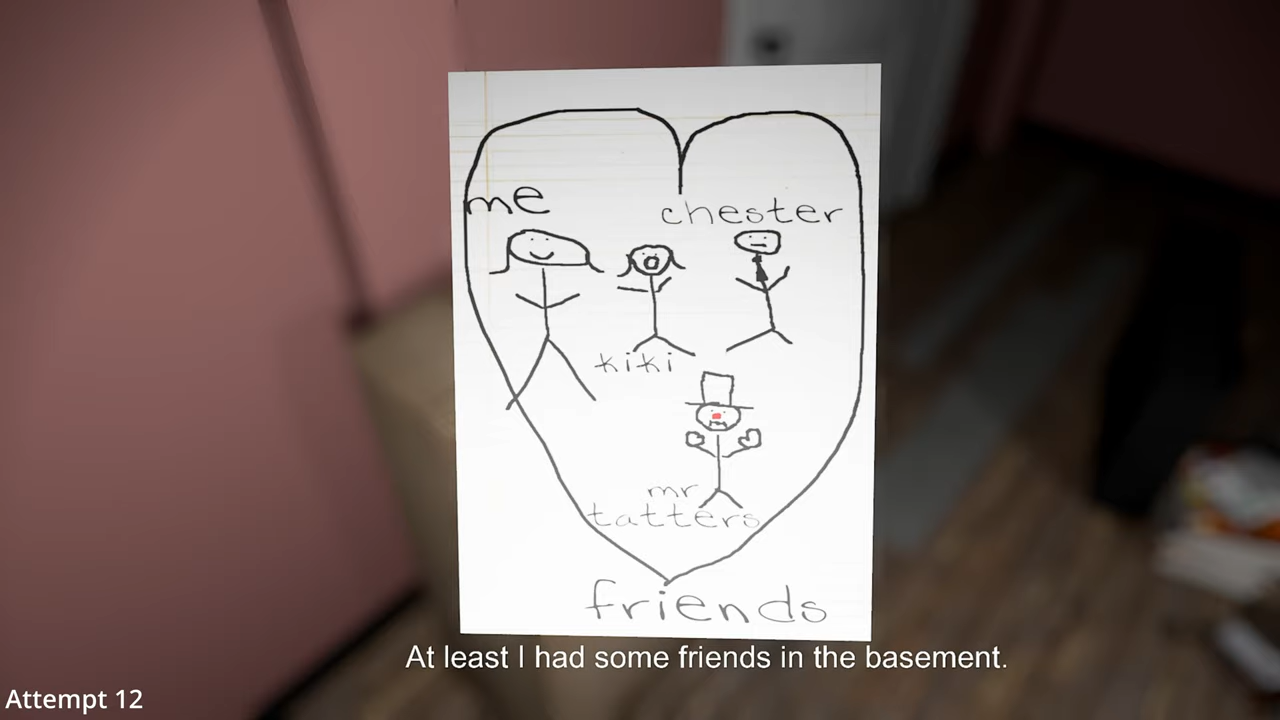 me
chester
kiki
mr
tatters
friends
At least I had some friends in the basement.
Attempt 12